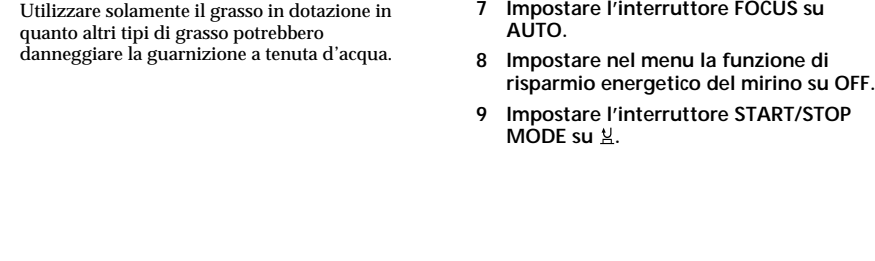 Utilizzare solamente il grasso in dotazione in
quanto altri tipi di grasso potrebbero
danneggiare la guarnizione a tenuta d'acqua.
7 Impostare l'interruttore FOCUS su
AUTO.
8 Impostare nel menu la funzione di
risparmio energetico del mirino su OFF.
9 Impostare l'interruttore START/STOP
MODE su .